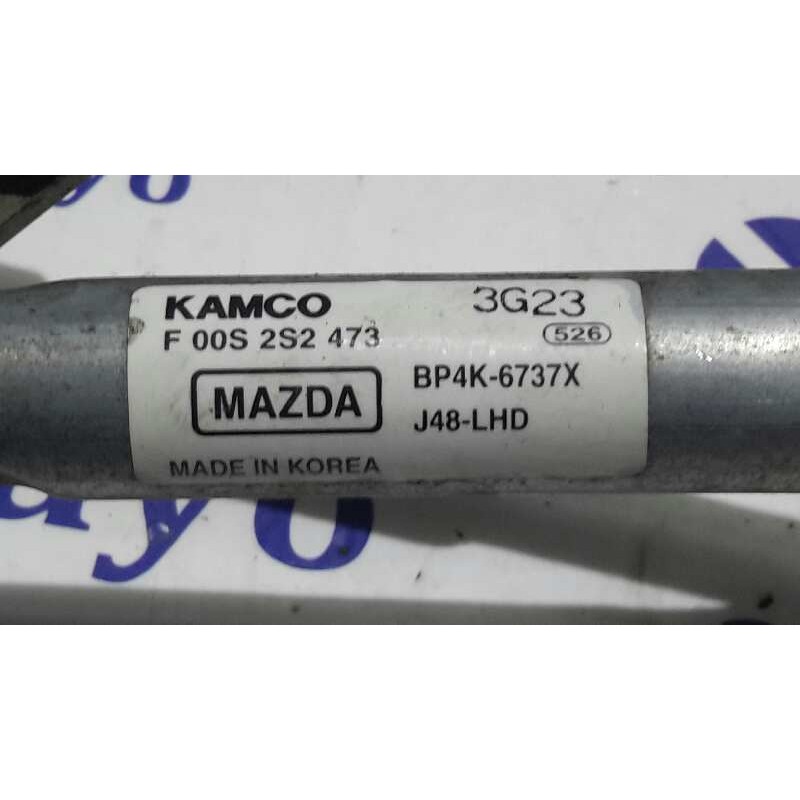 KAMCO 3G23
F 00S 2S2 473 526
MAZDA BP4K-6737X
J48-LHD
MADE IN KOREA